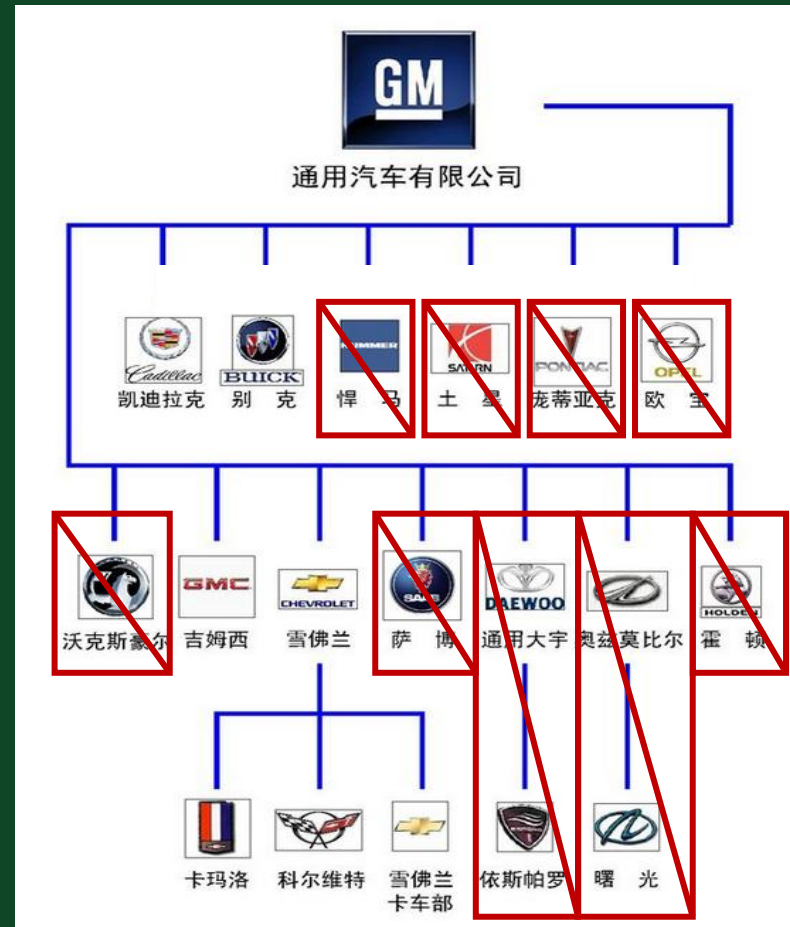 GM
通用汽车有限公司
Cadillac
BUICK
HUMMER
SATURN
PONTIAC
OPEL
凯迪拉克
别 克
悍 马
土 星
庞蒂亚克
欧 宝
GMC
CHEVROLET
SAAB
DAEWOO
HOLDEN
沃克斯豪尔
吉姆西
雪佛兰
萨 博
通用大宇
奥兹莫比尔
霍 顿
卡玛洛
科尔维特
雪佛兰
卡车部
依斯帕罗
曙 光